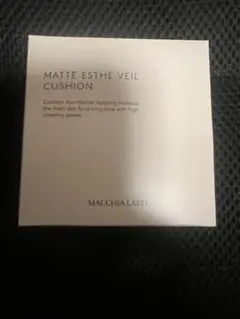 MATTE ESTHE VEIL
CUSHION
Cushion foundation keeping moisture
the mesh skin for a long time with high
covering power
MACCHIA LABEL